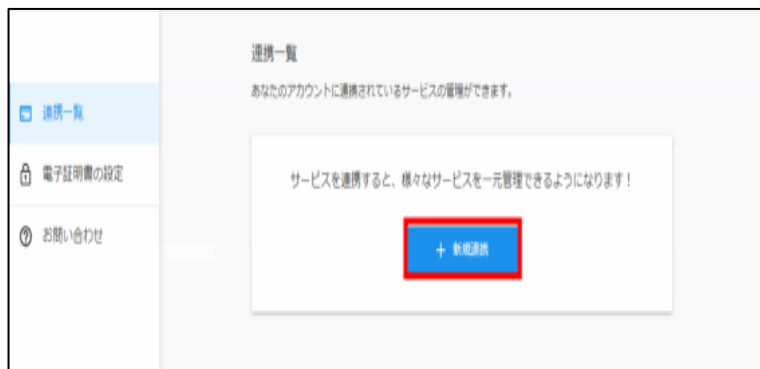 連携一覧
あなたのアカウントに連携されているサービスの管理ができます。
連携一覧
電子証明書の設定
お問い合わせ
サービスを連携すると、様々なサービスを一元管理できるようになります！
+ 新規連携